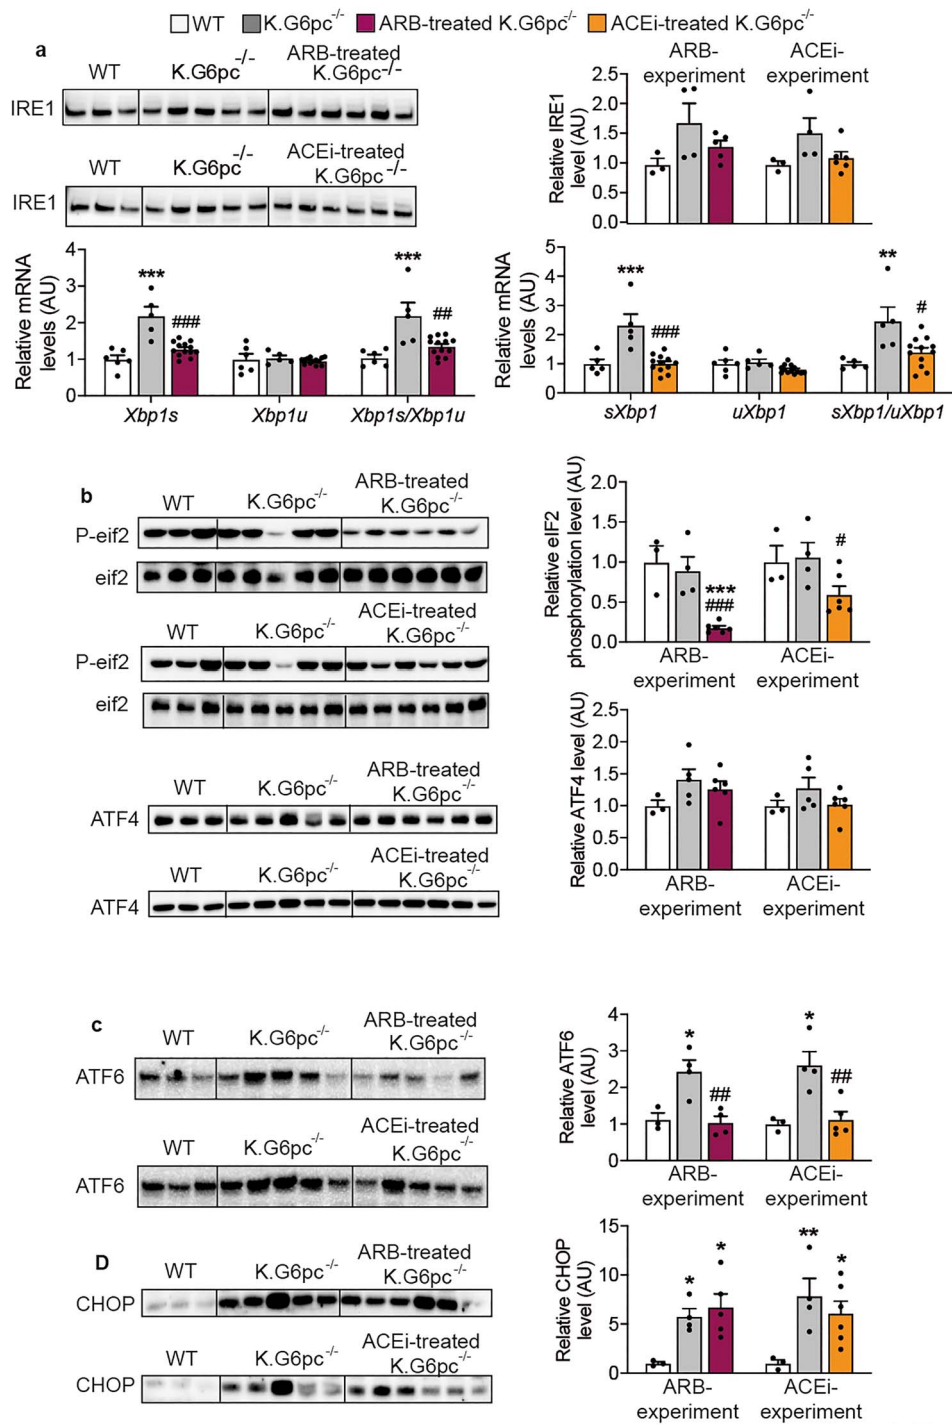 WT K.G6pc-/- ARB-treated K.G6pc-/- ACEi-treated K.G6pc-/-
a
WT K.G6pc-/- ARB-treated
K.G6pc-/-
IRE1
WT K.G6pc-/- ACEi-treated
K.G6pc-/-
IRE1
ARB-
experiment
ACEi-
experiment
Relative IRE1
level (AU)
2.5
2.0
1.5
1.0
0.5
0.0
Relative mRNA
levels (AU)
4
3
2
1
0
***
###
***
##
Xbp1s Xbp1u Xbp1s/Xbp1u
Relative mRNA
levels (AU)
5
4
3
2
1
0
***
###
**
#
sXbp1 uXbp1 sXbp1/uXbp1
b
WT K.G6pc-/- ARB-treated
K.G6pc-/-
P-eif2
eif2
WT K.G6pc-/- ACEi-treated
K.G6pc-/-
P-eif2
eif2
Relative eIF2
phosphorylation level (AU)
2.0
1.5
1.0
0.5
0.0
***
###
#
ARB-
experiment
ACEi-
experiment
WT K.G6pc-/- ARB-treated
K.G6pc-/-
ATF4
WT K.G6pc-/- ACEi-treated
K.G6pc-/-
ATF4
Relative ATF4 level (AU)
2.5
2.0
1.5
1.0
0.5
0.0
ARB-
experiment
ACEi-
experiment
c
WT K.G6pc-/- ARB-treated
K.G6pc-/-
ATF6
WT K.G6pc-/- ACEi-treated
K.G6pc-/-
ATF6
Relative ATF6
level (AU)
4
3
2
1
0
*
##
*
##
ARB-
experiment
ACEi-
experiment
D
WT K.G6pc-/- ARB-treated
K.G6pc-/-
CHOP
WT K.G6pc-/- ACEi-treated
K.G6pc-/-
CHOP
Relative CHOP
level (AU)
15
10
5
0
*
*
**
*
ARB-
experiment
ACEi-
experiment